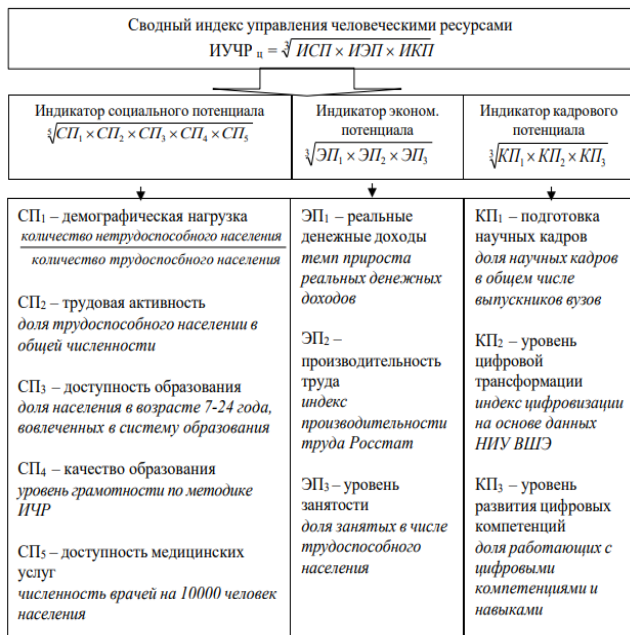 Сводный индекс управления человеческими ресурсами
ИУЧР ц = ∛ИСП × ИЭП × ИКП
Индикатор социального потенциала
⁵√СП₁ × СП₂ × СП₃ × СП₄ × СП₅
Индикатор эконом.
потенциала
∛ЭП₁ × ЭП₂ × ЭП₃
Индикатор кадрового
потенциала
∛КП₁ × КП₂ × КП₃
СП₁ – демографическая нагрузка
количество нетрудоспособного населения
количество трудоспосбного населения
СП₂ – трудовая активность
доля трудоспособного населении в
общей численности
СП₃ – доступность образования
доля населения в возрасте 7-24 года,
вовлеченных в систему образования
СП₄ – качество образования
уровень грамотности по методике
ИЧР
СП₅ – доступность медицинских
услуг
численность врачей на 10000 человек
населения
ЭП₁ – реальные
денежные доходы
темп прироста
реальных денежных
доходов
ЭП₂ –
производительность
труда
индекс
производительности
труда Росстат
ЭП₃ – уровень
занятости
доля занятых в числе
трудоспособного
населения
КП₁ – подготовка
научных кадров
доля научных кадров
в общем числе
выпускников вузов
КП₂ – уровень
цифровой
трансформации
индекс цифровизации
на основе данных
НИУ ВШЭ
КП₃ – уровень
развития цифровых
компетенций
доля работающих с
цифровыми
компетенциями и
навыками